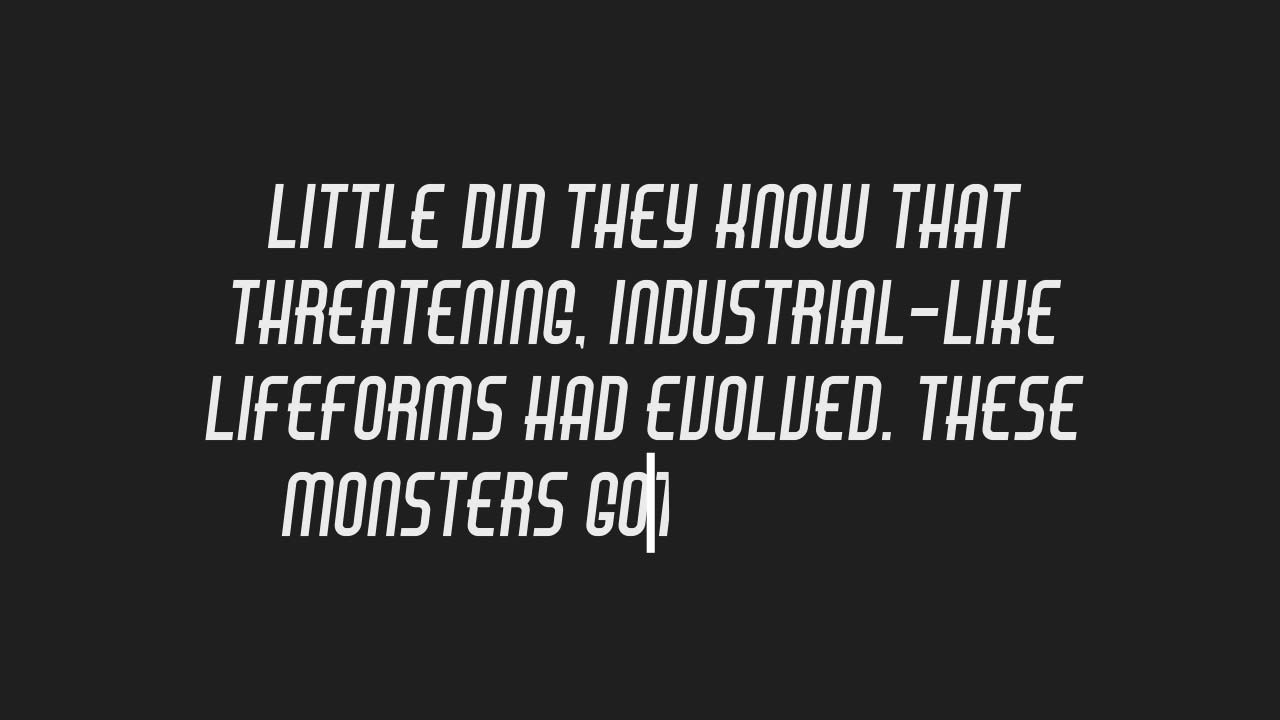 LITTLE DID THEY KNOW THAT
THREATENING, INDUSTRIAL-LIKE
LIFEFORMS HAD EVOLVED. THESE
MONSTERS GOT